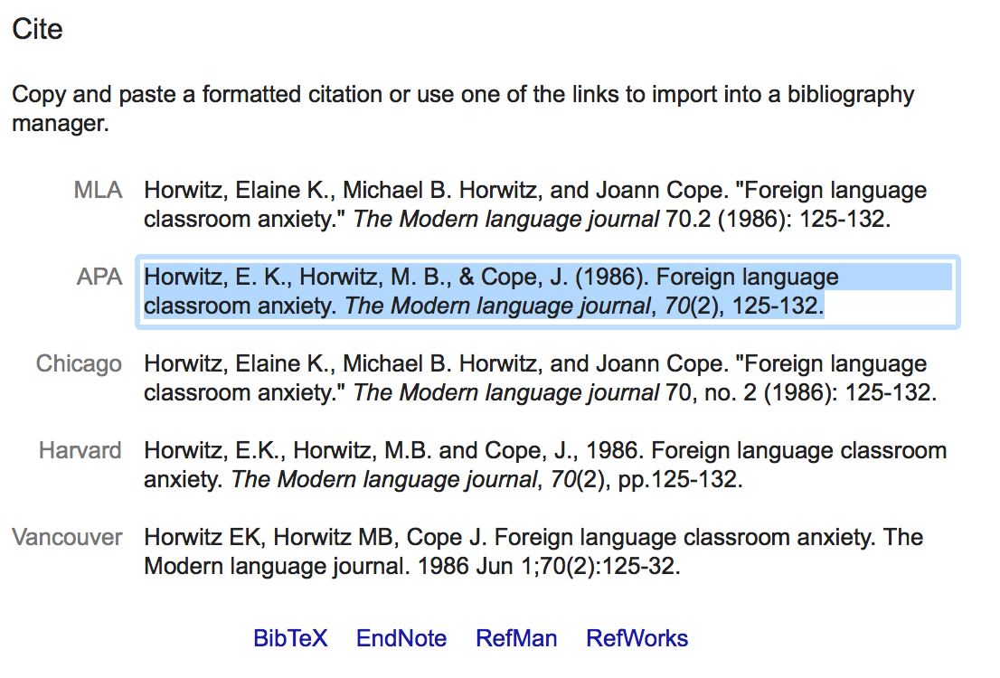 Cite
Copy and paste a formatted citation or use one of the links to import into a bibliography
manager.
MLA Horwitz, Elaine K., Michael B. Horwitz, and Joann Cope. "Foreign language
classroom anxiety." The Modern language journal 70.2 (1986): 125-132.
APA Horwitz, E. K., Horwitz, M. B., & Cope, J. (1986). Foreign language
classroom anxiety. The Modern language journal, 70(2), 125-132.
Chicago Horwitz, Elaine K., Michael B. Horwitz, and Joann Cope. "Foreign language
classroom anxiety." The Modern language journal 70, no. 2 (1986): 125-132.
Harvard Horwitz, E.K., Horwitz, M.B. and Cope, J., 1986. Foreign language classroom
anxiety. The Modern language journal, 70(2), pp.125-132.
Vancouver Horwitz EK, Horwitz MB, Cope J. Foreign language classroom anxiety. The
Modern language journal. 1986 Jun 1;70(2):125-32.
BibTeX EndNote RefMan RefWorks